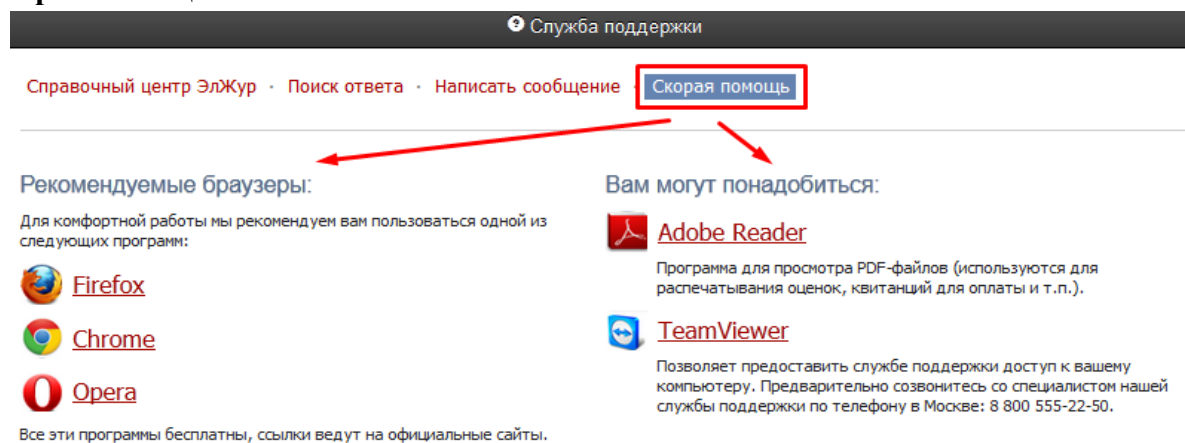 Служба поддержки
Справочный центр ЭлЖур · Поиск ответа · Написать сообщение · Скорая помощь
Рекомендуемые браузеры:
Для комфортной работы мы рекомендуем вам пользоваться одной из
следующих программ:
Firefox
Chrome
Opera
Все эти программы бесплатны, ссылки ведут на официальные сайты.
Вам могут понадобиться:
Adobe Reader
Программа для просмотра PDF-файлов (используются для
распечатывания оценок, квитанций для оплаты и т.п.).
TeamViewer
Позволяет предоставить службе поддержки доступ к вашему
компьютеру. Предварительно созвонитесь со специалистом нашей
службы поддержки по телефону в Москве: 8 800 555-22-50.